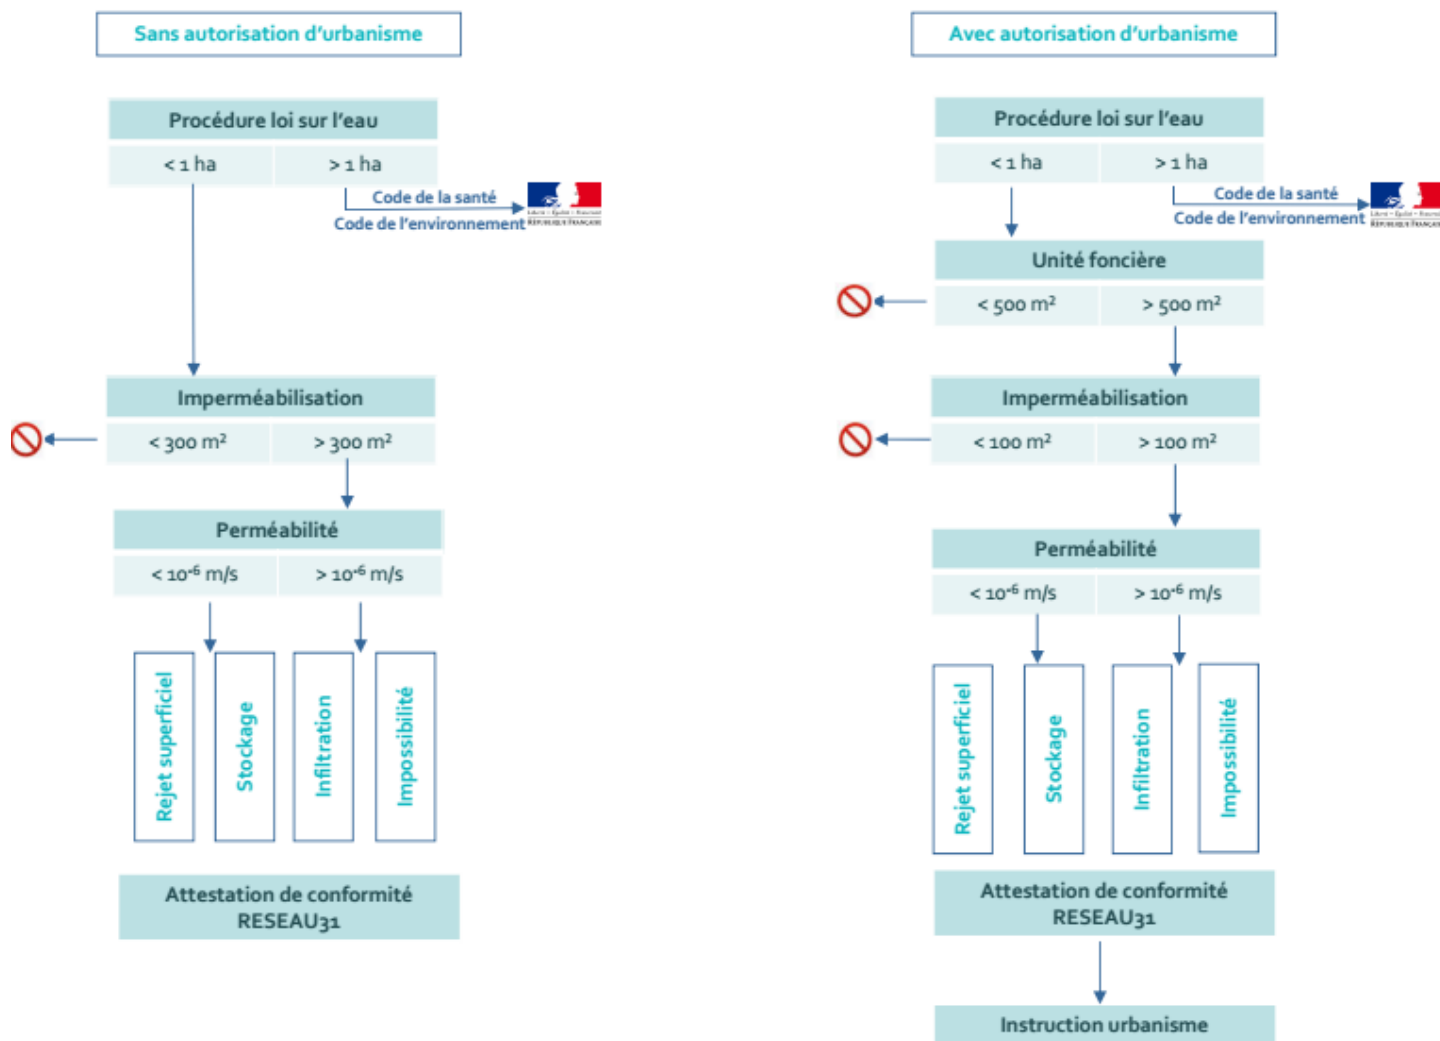 Sans autorisation d'urbanisme
Procédure loi sur l'eau
< 1 ha
> 1 ha
Code de la santé
Code de l'environnement
RÉPUBLIQUE FRANÇAISE
Imperméabilisation
< 300 m²
> 300 m²
Perméabilité
< 10⁻⁶ m/s
> 10⁻⁶ m/s
Rejet superficiel
Stockage
Infiltration
Impossibilité
Attestation de conformité
RESEAU31
Avec autorisation d'urbanisme
Procédure loi sur l'eau
< 1 ha
> 1 ha
Code de la santé
Code de l'environnement
RÉPUBLIQUE FRANÇAISE
Unité foncière
< 500 m²
> 500 m²
Imperméabilisation
< 100 m²
> 100 m²
Perméabilité
< 10⁻⁶ m/s
> 10⁻⁶ m/s
Rejet superficiel
Stockage
Infiltration
Impossibilité
Attestation de conformité
RESEAU31
Instruction urbanisme